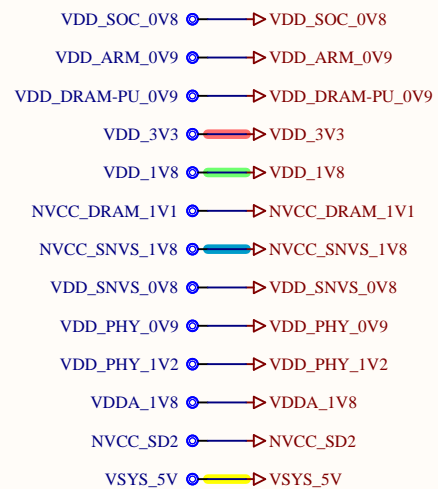 VDD_SOC_0V8 VDD_SOC_0V8
VDD_ARM_0V9 VDD_ARM_0V9
VDD_DRAM-PU_0V9 VDD_DRAM-PU_0V9
VDD_3V3 VDD_3V3
VDD_1V8 VDD_1V8
NVCC_DRAM_1V1 NVCC_DRAM_1V1
NVCC_SNVS_1V8 NVCC_SNVS_1V8
VDD_SNVS_0V8 VDD_SNVS_0V8
VDD_PHY_0V9 VDD_PHY_0V9
VDD_PHY_1V2 VDD_PHY_1V2
VDDA_1V8 VDDA_1V8
NVCC_SD2 NVCC_SD2
VSYS_5V VSYS_5V